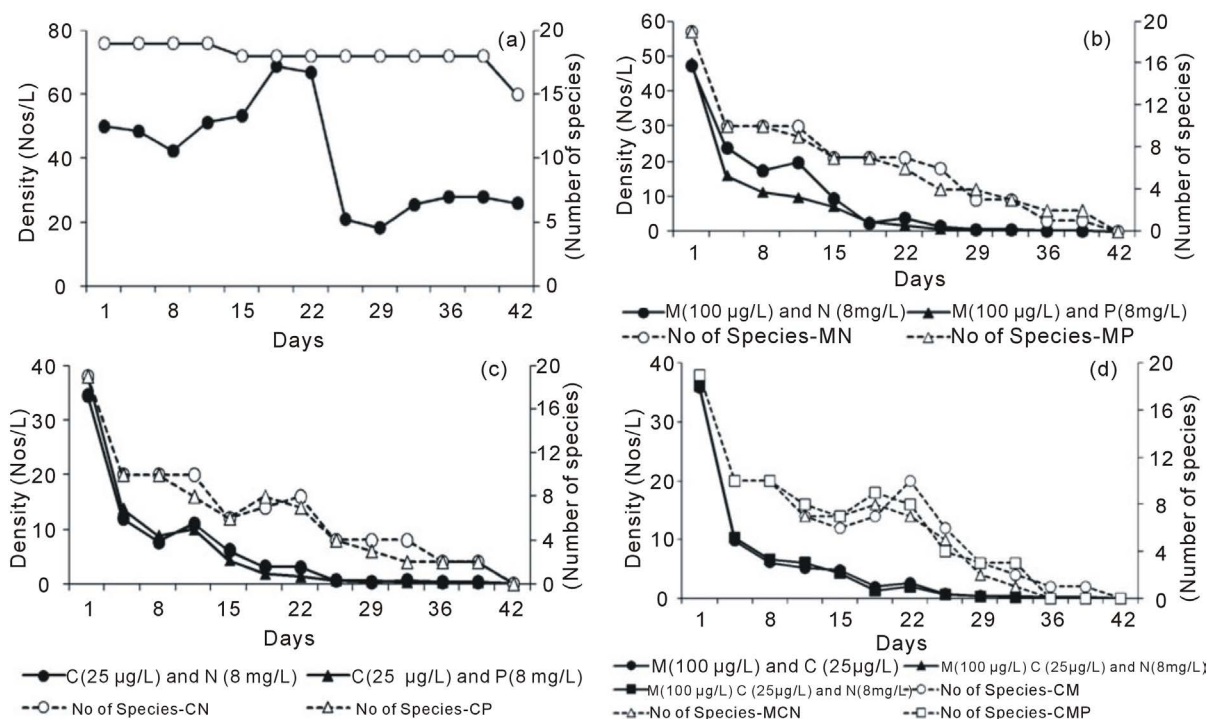 (a)
80
60
40
20
0
Density (Nos/L)
20
15
10
5
0
(Number of species)
1 8 15 22 29 36 42
Days
(b)
60
50
40
30
20
10
0
Density (Nos/L)
20
16
12
8
4
0
(Number of species)
1 8 15 22 29 36 42
Days
M(100 µg/L) and N (8mg/L) M(100 µg/L) and P(8mg/L)
No of Species-MN No of Species-MP
(c)
40
30
20
10
0
Density (Nos/L)
20
16
12
8
4
0
(Number of species)
1 8 15 22 29 36 42
Days
C(25 µg/L) and N (8 mg/L) C(25 µg/L) and P(8 mg/L)
No of Species-CN No of Species-CP
(d)
40
30
20
10
0
Density (Nos/L)
20
16
12
8
4
0
(Number of species)
1 8 15 22 29 36 42
Days
M(100 µg/L) and C (25µg/L) M(100 µg/L) C (25µg/L) and N(8mg/L)
M(100 µg/L) C (25µg/L) and N(8mg/L) No of Species-CM
No of Species-MCN No of Species-CMP